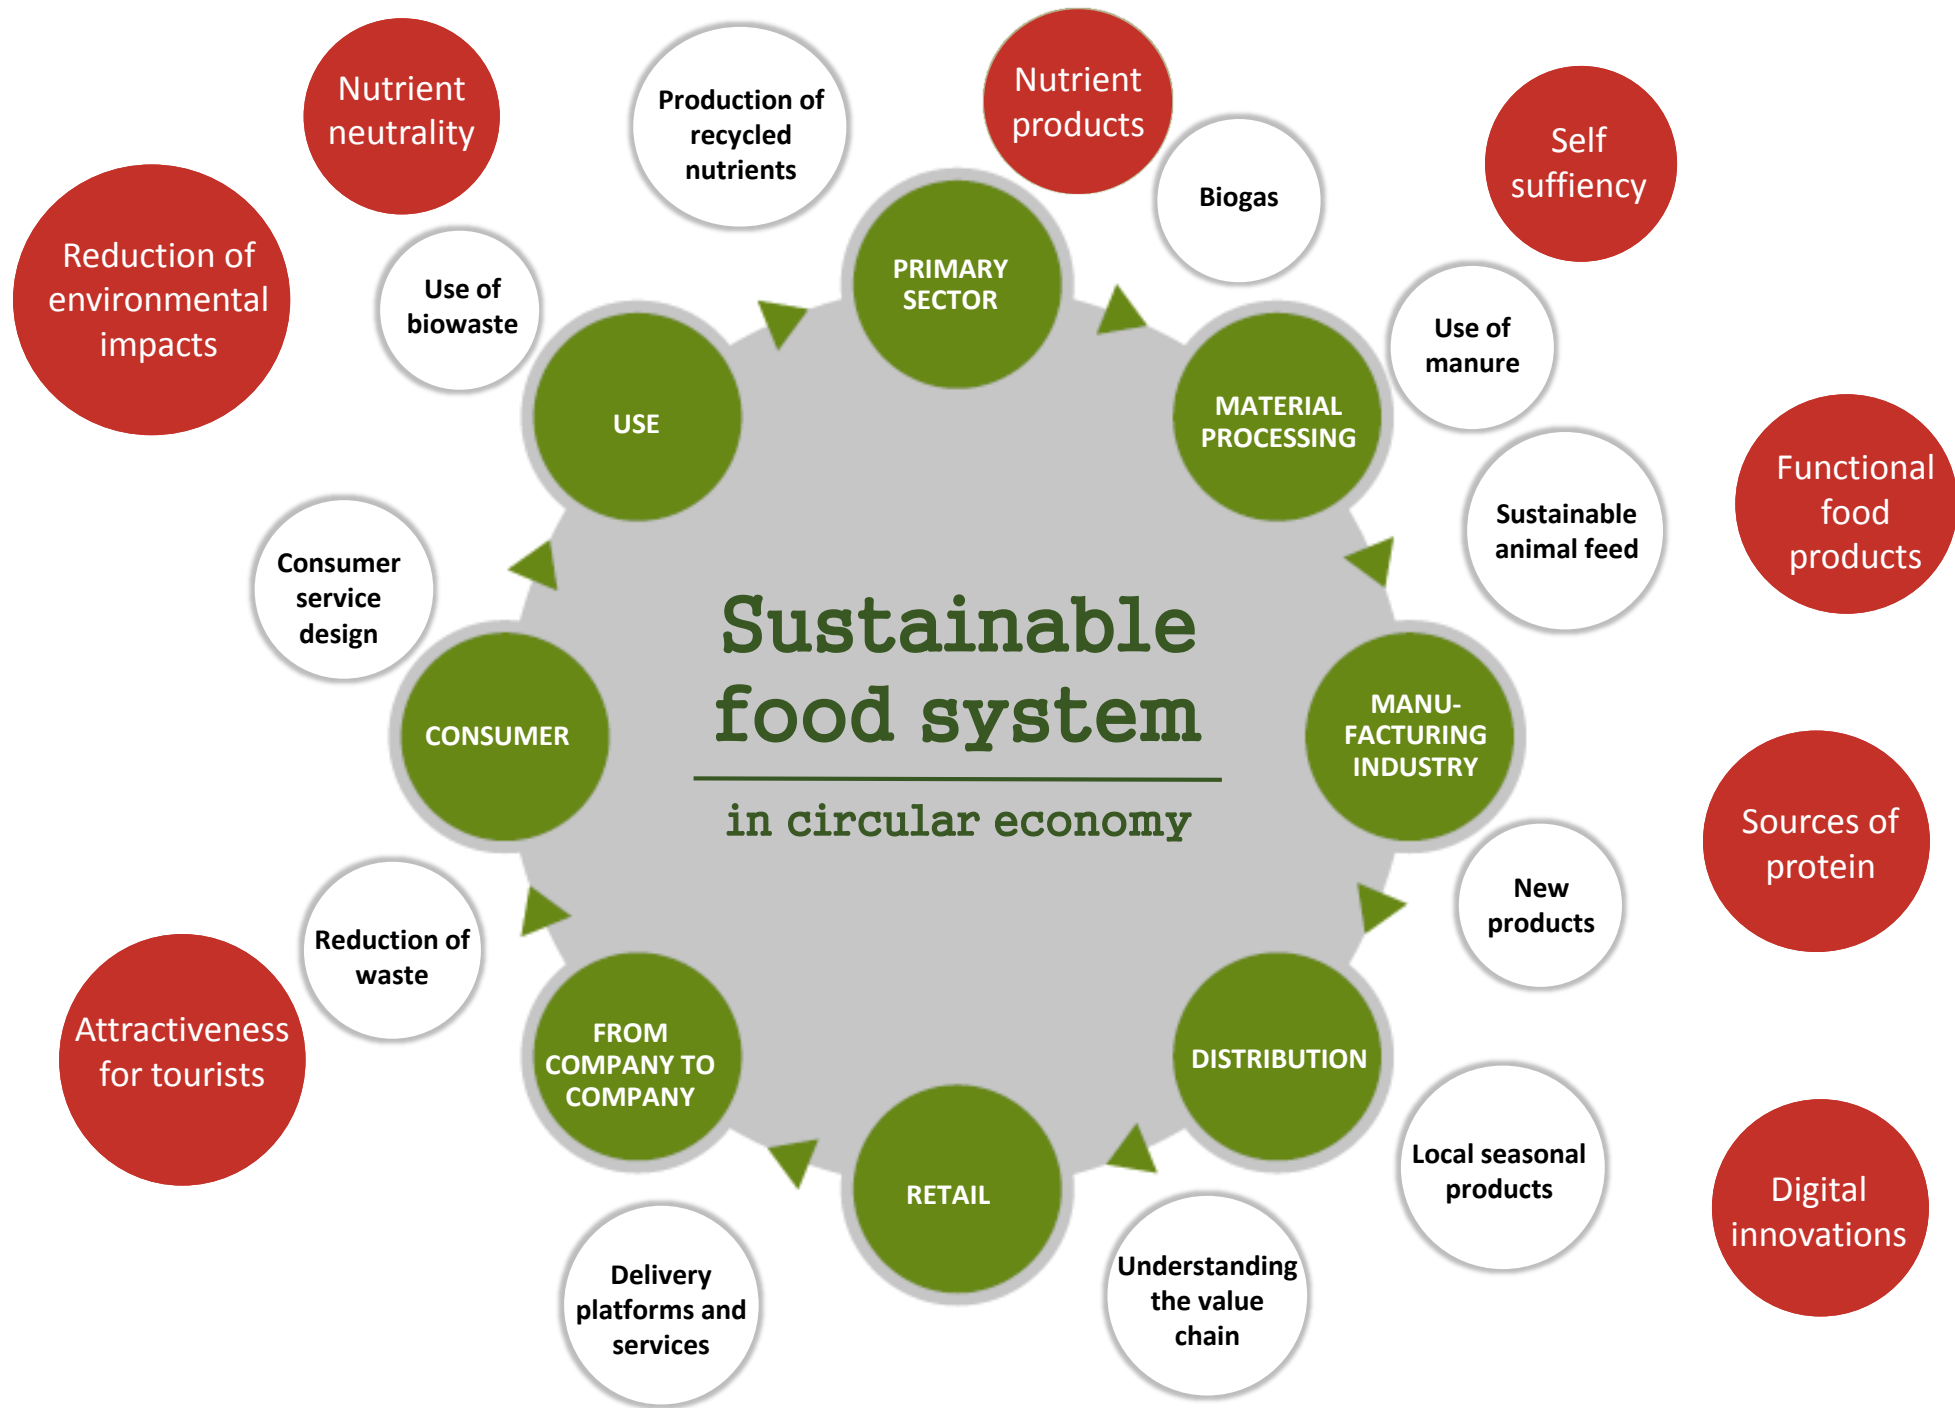 Nutrient
neutrality
Production of
recycled
nutrients
Nutrient
products
Biogas
Self
suffiency
Reduction of
environmental
impacts
Use of
biowaste
PRIMARY
SECTOR
Use of
manure
USE
MATERIAL
PROCESSING
Functional
food
products
Sustainable
animal feed
Consumer
service
design
Sustainable
food system
in circular economy
CONSUMER
MANU-
FACTURING
INDUSTRY
Sources of
protein
New
products
Reduction of
waste
Attractiveness
for tourists
FROM
COMPANY TO
COMPANY
DISTRIBUTION
RETAIL
Local seasonal
products
Digital
innovations
Delivery
platforms and
services
Understanding
the value
chain